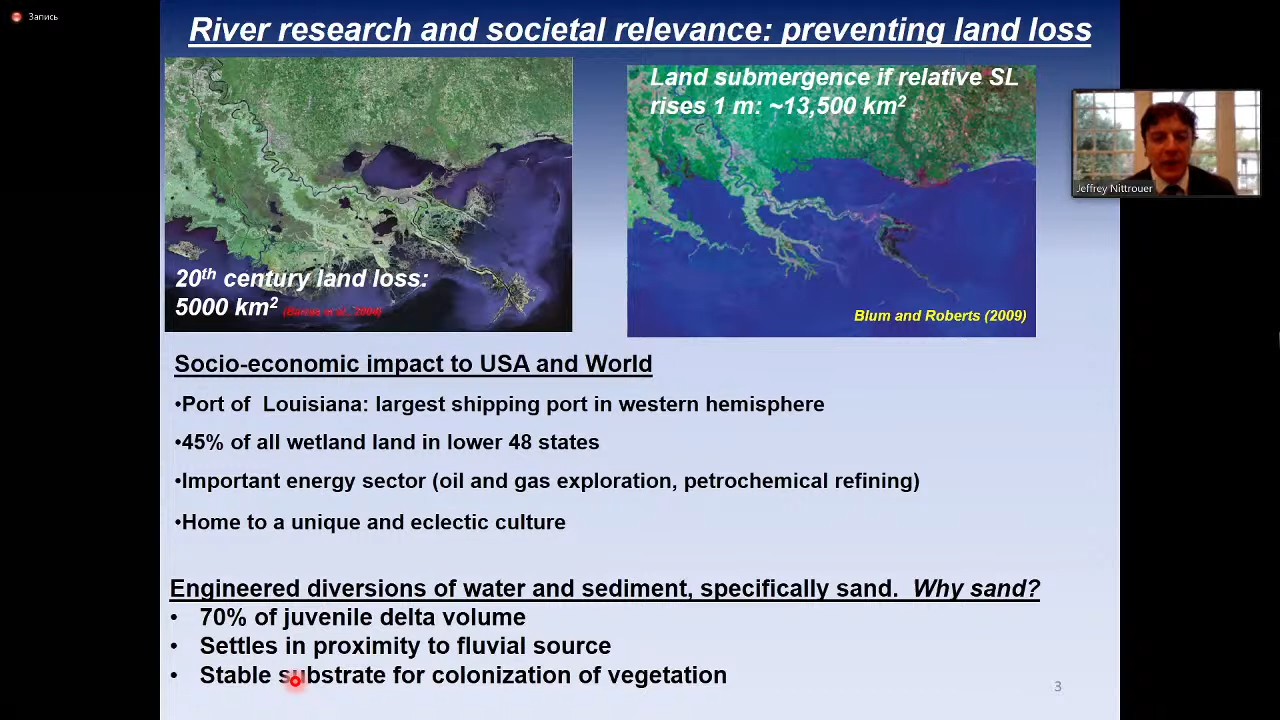 Запись
River research and societal relevance: preventing land loss
Land submergence if relative SL
rises 1 m: ~13,500 km²
Jeffrey Nittrouer
20th century land loss:
5000 km² (Barras et al., 2004)
Blum and Roberts (2009)
Socio-economic impact to USA and World
•Port of Louisiana: largest shipping port in western hemisphere
•45% of all wetland land in lower 48 states
•Important energy sector (oil and gas exploration, petrochemical refining)
•Home to a unique and eclectic culture
Engineered diversions of water and sediment, specifically sand. Why sand?
• 70% of juvenile delta volume
• Settles in proximity to fluvial source
• Stable substrate for colonization of vegetation
3